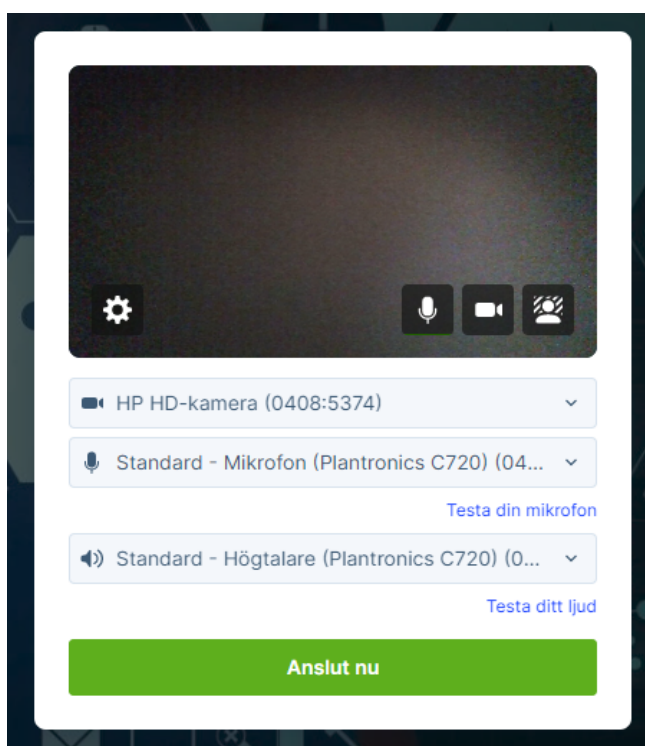 HP HD-kamera (0408:5374)
Standard - Mikrofon (Plantronics C720) (04...
Testa din mikrofon
Standard - Högtalare (Plantronics C720) (0...
Testa ditt ljud
Anslut nu